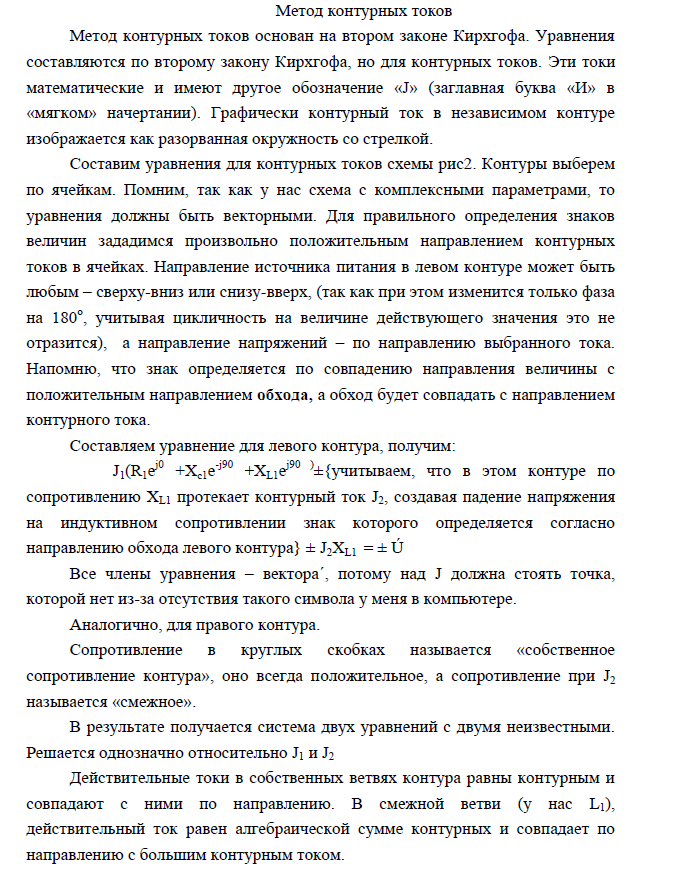 Метод контурных токов
Метод контурных токов основан на втором законе Кирхгофа. Уравнения
составляются по второму закону Кирхгофа, но для контурных токов. Эти токи
математические и имеют другое обозначение «J» (заглавная буква «И» в
«мягком» начертании). Графически контурный ток в независимом контуре
изображается как разорванная окружность со стрелкой.
Составим уравнения для контурных токов схемы рис2. Контуры выберем
по ячейкам. Помним, так как у нас схема с комплексными параметрами, то
уравнения должны быть векторными. Для правильного определения знаков
величин зададимся произвольно положительным направлением контурных
токов в ячейках. Направление источника питания в левом контуре может быть
любым – сверху-вниз или снизу-вверх, (так как при этом изменится только фаза
на 180°, учитывая цикличность на величине действующего значения это не
отразится), а направление напряжений – по направлению выбранного тока.
Напомню, что знак определяется по совпадению направления величины с
положительным направлением обхода, а обход будет совпадать с направлением
контурного тока.
Составляем уравнение для левого контура, получим:
J₁(R₁e^j0 +X_c1e^-j90 +X_L1e^j90 )±{учитываем, что в этом контуре по
сопротивлению X_L1 протекает контурный ток J₂, создавая падение напряжения
на индуктивном сопротивлении знак которого определяется согласно
направлению обхода левого контура} ± J₂X_L1 = ± Ú
Все члены уравнения – вектора´, потому над J должна стоять точка,
которой нет из-за отсутствия такого символа у меня в компьютере.
Аналогично, для правого контура.
Сопротивление в круглых скобках называется «собственное
сопротивление контура», оно всегда положительное, а сопротивление при J₂
называется «смежное».
В результате получается система двух уравнений с двумя неизвестными.
Решается однозначно относительно J₁ и J₂
Действительные токи в собственных ветвях контура равны контурным и
совпадают с ними по направлению. В смежной ветви (у нас L₁),
действительный ток равен алгебраической сумме контурных и совпадает по
направлению с большим контурным током.